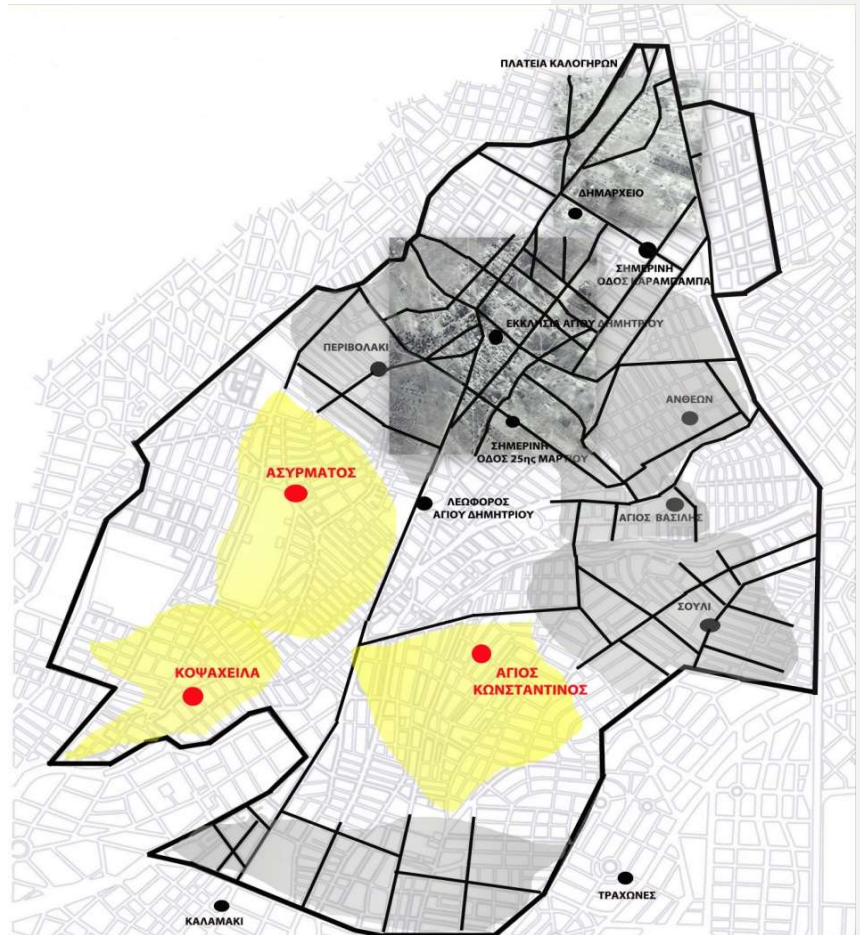 ΠΛΑΤΕΙΑ ΚΑΛΟΓΗΡΩΝ
ΔΗΜΑΡΧΕΙΟ
ΣΗΜΕΡΙΝΗ
ΟΔΟΣ ΚΑΡΑΜΠΑΜΠΑ
ΕΚΚΛΗΣΙΑ ΑΓΙΟΥ ΔΗΜΗΤΡΙΟΥ
ΠΕΡΙΒΟΛΑΚΙ
ΑΝΘΕΩΝ
ΣΗΜΕΡΙΝΗ
ΟΔΟΣ 25ης ΜΑΡΤΙΟΥ
ΑΣΥΡΜΑΤΟΣ
ΛΕΩΦΟΡΟΣ
ΑΓΙΟΥ ΔΗΜΗΤΡΙΟΥ
ΑΓΙΟΣ ΒΑΣΙΛΗΣ
ΣΟΥΛΙ
ΚΟΨΑΧΕΙΛΑ
ΑΓΙΟΣ
ΚΩΝΣΤΑΝΤΙΝΟΣ
ΤΡΑΧΩΝΕΣ
ΚΑΛΑΜΑΚΙ